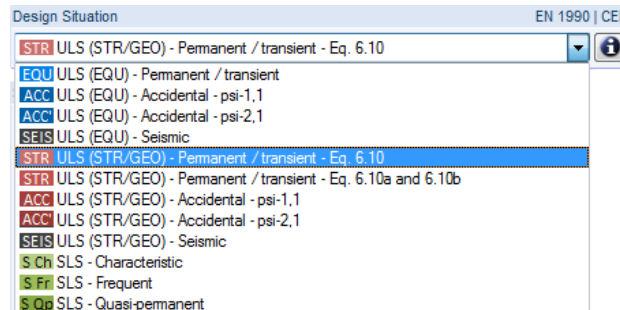 Design Situation EN 1990 | CE
STR ULS (STR/GEO) - Permanent / transient - Eq. 6.10
EQU ULS (EQU) - Permanent / transient
ACC ULS (EQU) - Accidental - psi-1,1
ACC' ULS (EQU) - Accidental - psi-2,1
SEIS ULS (EQU) - Seismic
STR ULS (STR/GEO) - Permanent / transient - Eq. 6.10
STR ULS (STR/GEO) - Permanent / transient - Eq. 6.10a and 6.10b
ACC ULS (STR/GEO) - Accidental - psi-1,1
ACC' ULS (STR/GEO) - Accidental - psi-2,1
SEIS ULS (STR/GEO) - Seismic
S Ch SLS - Characteristic
S Fr SLS - Frequent
S Qp SLS - Quasi-permanent